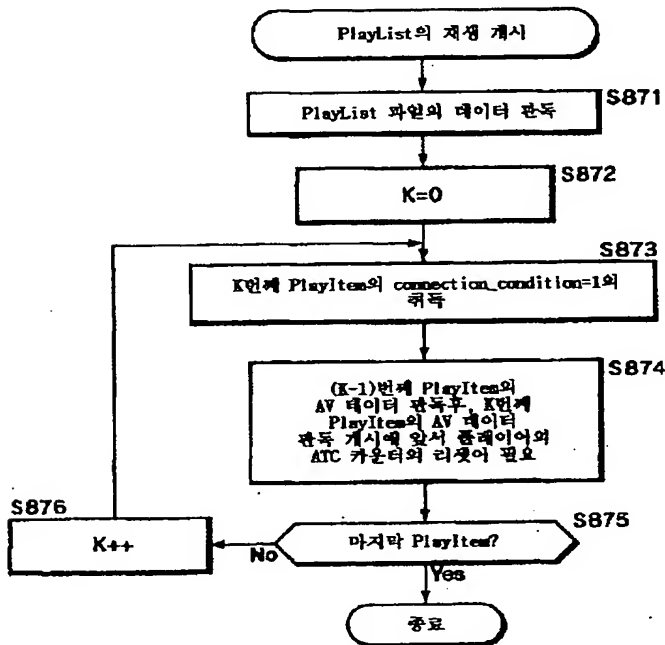 PlayList의 재생 개시
S871
PlayList 파일의 데이터 판독
S872
K=0
S873
K번째 PlayItem의 connection_condition=1의
취득
S874
(K-1)번째 PlayItem의
AV 데이터 판독후, K번째
PlayItem의 AV 데이터
판독 개시에 앞서 플레이어의
ATC 카운터의 리셋이 필요
S876
K++
S875
마지막 PlayItem?
No
Yes
종료